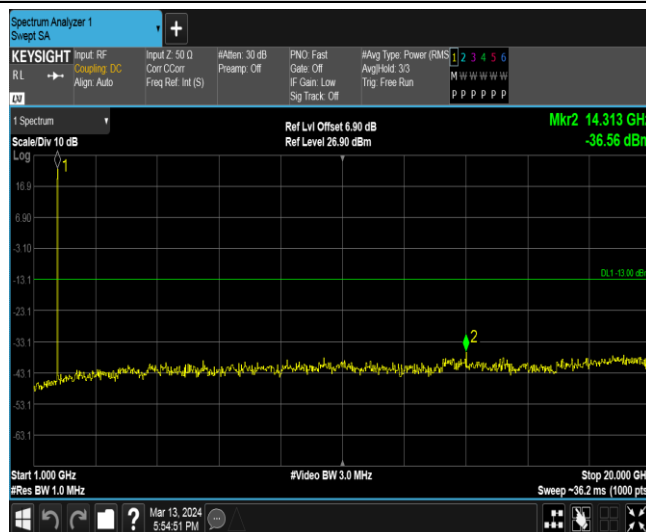 Spectrum Analyzer 1
Swept SA
+
KEYSIGHT
RL
LXI
Input: RF
Coupling: DC
Align: Auto
Input Z: 50 Ω
Corr CCorr
Freq Ref: Int (S)
#Atten: 30 dB
Preamp: Off
PNO: Fast
Gate: Off
IF Gain: Low
Sig Track: Off
#Avg Type: Power (RMS
Avg|Hold: 3/3
Trig: Free Run
1 2 3 4 5 6
M W W W W W
P P P P P P
1 Spectrum
Scale/Div 10 dB
Log
Ref Lvl Offset 6.90 dB
Ref Level 26.90 dBm
Mkr2 14.313 GHz
-36.56 dBm
1
16.9
6.90
-3.10
-13.1
DL1 -13.00 dBm
-23.1
-33.1
2
-43.1
-53.1
-63.1
Start 1.000 GHz
#Res BW 1.0 MHz
#Video BW 3.0 MHz
Stop 20.000 GHz
Sweep ~36.2 ms (1000 pts
?
Mar 13, 2024
5:54:51 PM